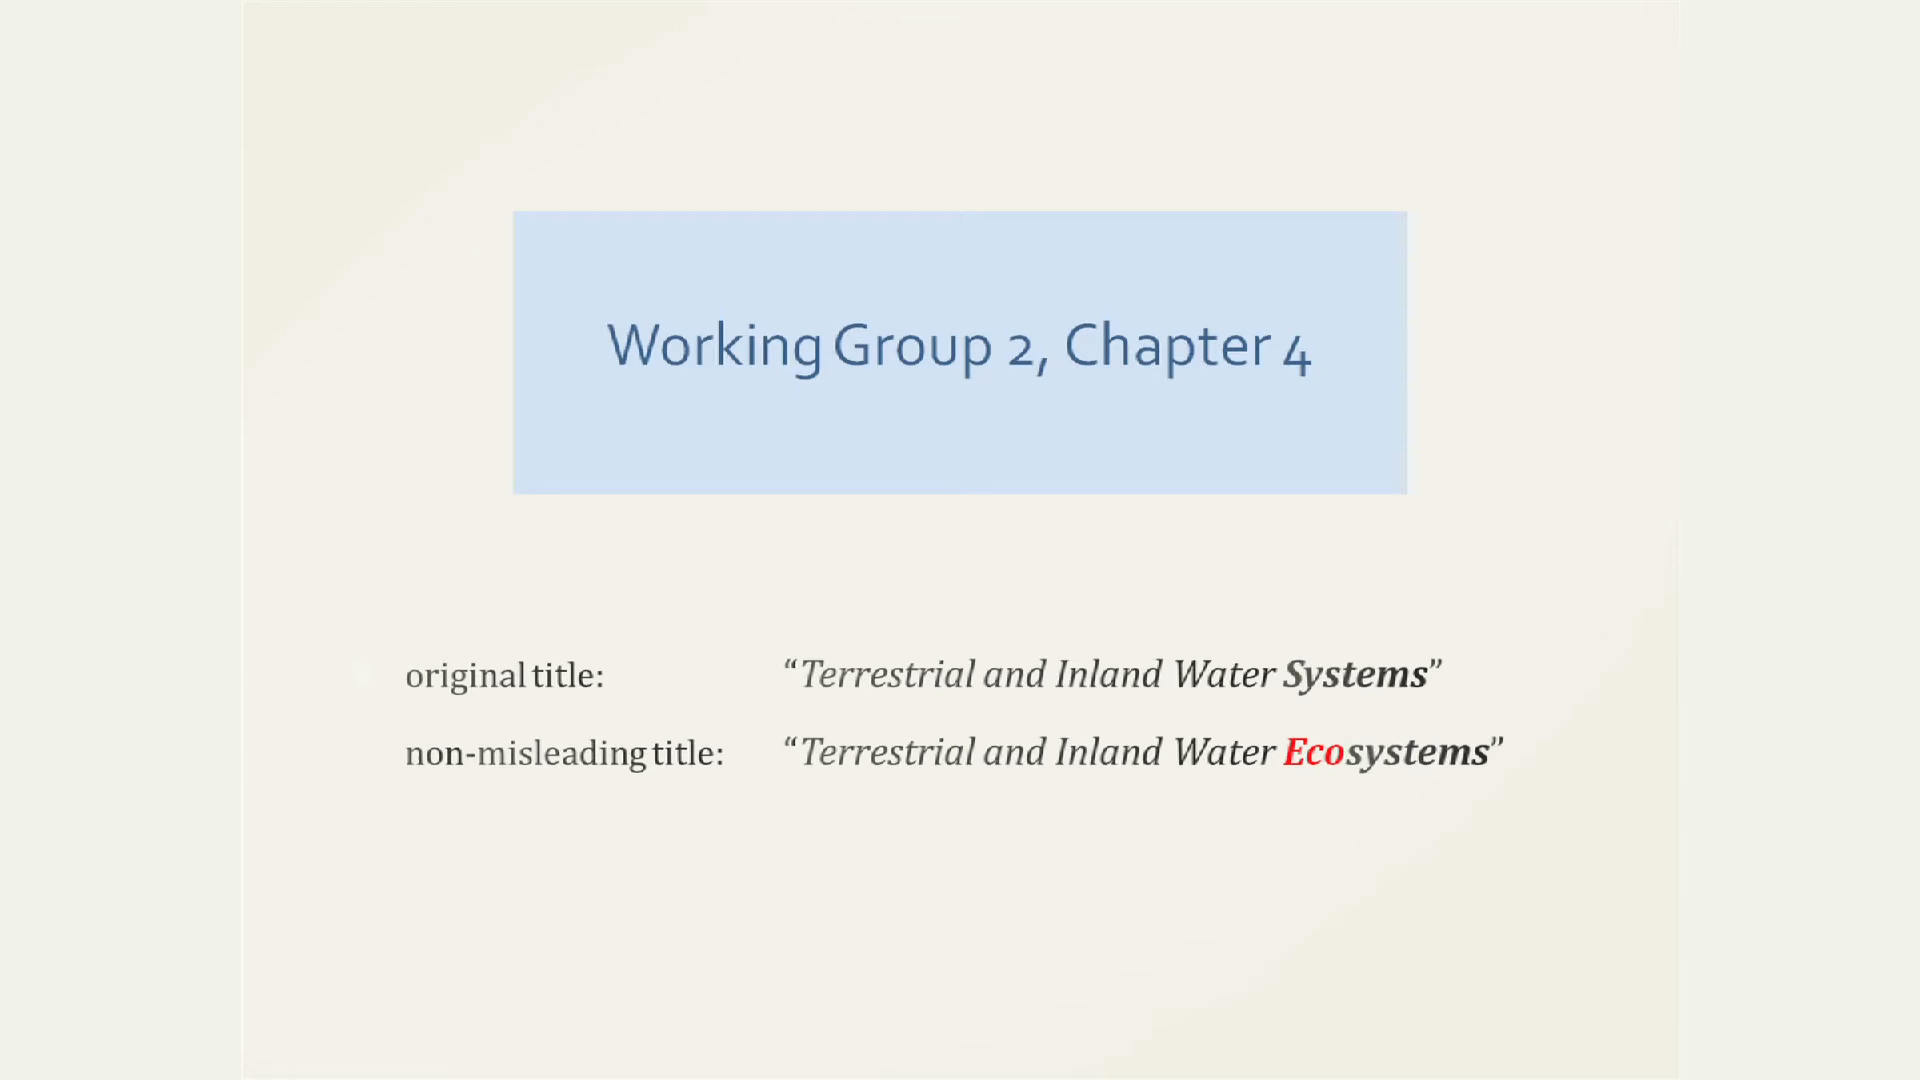 Working Group 2, Chapter 4
original title: “Terrestrial and Inland Water Systems”
non-misleading title: “Terrestrial and Inland Water Ecosystems”